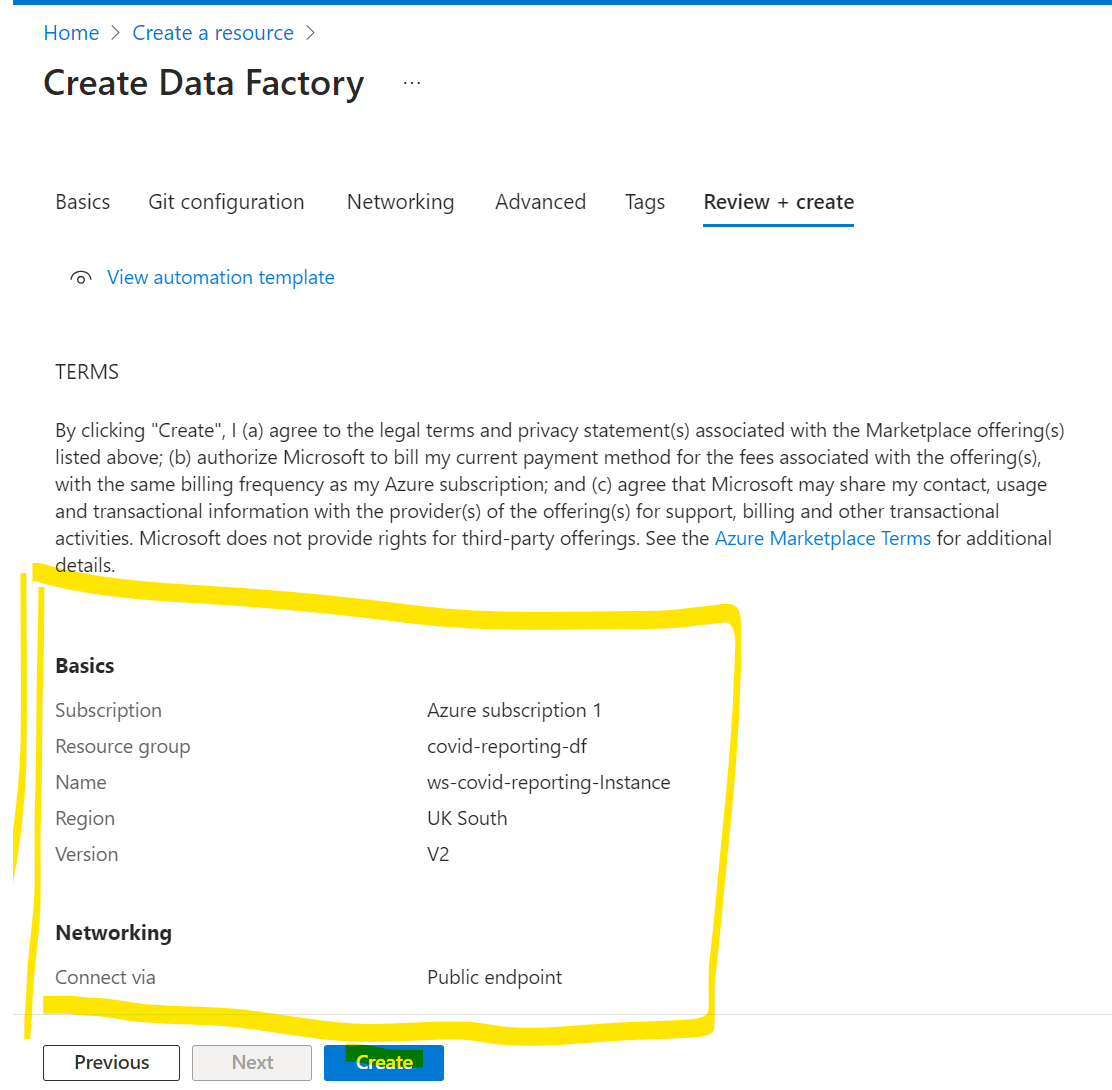 Home > Create a resource >
Create Data Factory ...
Basics Git configuration Networking Advanced Tags Review + create
View automation template
TERMS
By clicking "Create", I (a) agree to the legal terms and privacy statement(s) associated with the Marketplace offering(s)
listed above; (b) authorize Microsoft to bill my current payment method for the fees associated with the offering(s),
with the same billing frequency as my Azure subscription; and (c) agree that Microsoft may share my contact, usage
and transactional information with the provider(s) of the offering(s) for support, billing and other transactional
activities. Microsoft does not provide rights for third-party offerings. See the Azure Marketplace Terms for additional
details.
Basics
Subscription Azure subscription 1
Resource group covid-reporting-df
Name ws-covid-reporting-Instance
Region UK South
Version V2
Networking
Connect via Public endpoint
Previous Next Create